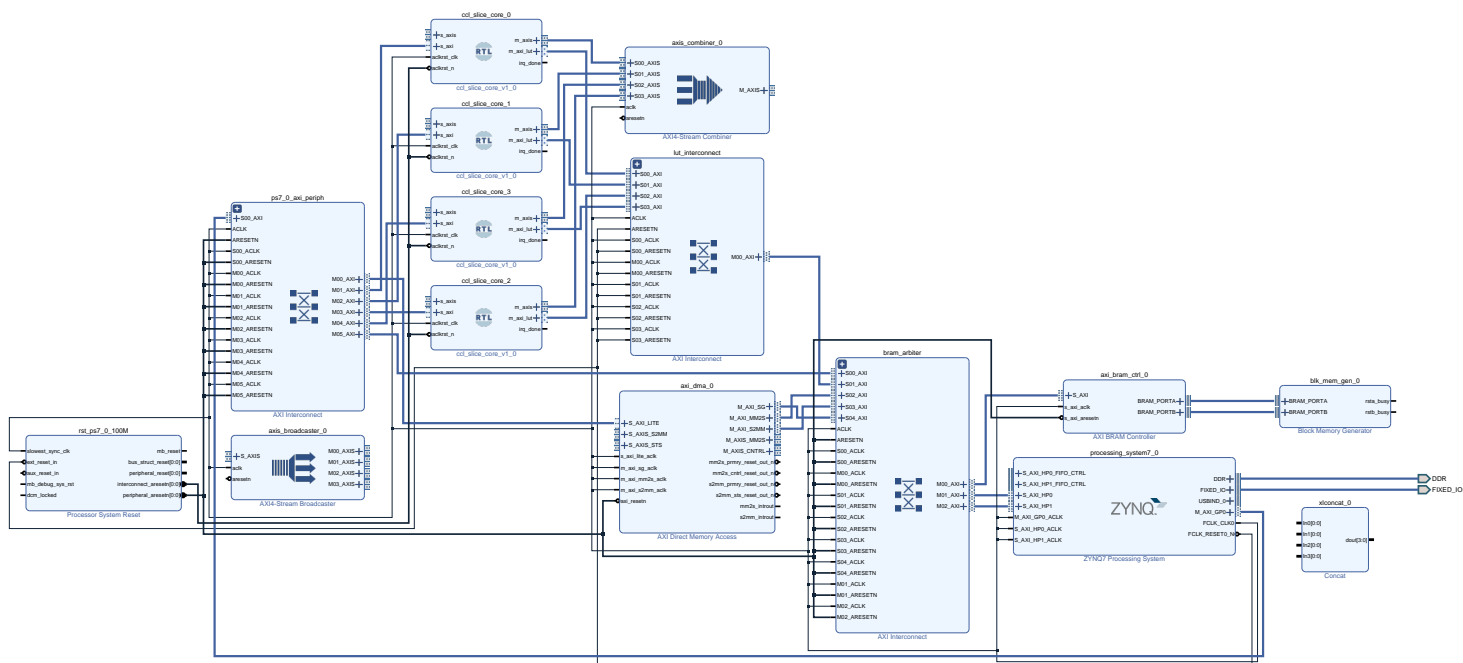 ccl_slice_core_0
s_axis
s_axi
aclkrst_clk
aclkrst_n
m_axis
m_axi_lut
irq_done
RTL
ccl_slice_core_v1_0
axis_combiner_0
S00_AXIS
S01_AXIS
S02_AXIS
S03_AXIS
aclk
aresetn
M_AXIS
AXI4-Stream Combiner
ccl_slice_core_1
s_axis
s_axi
aclkrst_clk
aclkrst_n
m_axis
m_axi_lut
irq_done
RTL
ccl_slice_core_v1_0
lut_interconnect
S00_AXI
S01_AXI
S02_AXI
S03_AXI
ACLK
ARESETN
S00_ACLK
S00_ARESETN
M00_ACLK
M00_ARESETN
S01_ACLK
S01_ARESETN
S02_ACLK
S02_ARESETN
S03_ACLK
S03_ARESETN
M00_AXI
AXI Interconnect
ccl_slice_core_3
s_axis
s_axi
aclkrst_clk
aclkrst_n
m_axis
m_axi_lut
irq_done
RTL
ccl_slice_core_v1_0
ps7_0_axi_periph
S00_AXI
ACLK
ARESETN
S00_ACLK
S00_ARESETN
M00_ACLK
M00_ARESETN
M01_ACLK
M01_ARESETN
M02_ACLK
M02_ARESETN
M03_ACLK
M03_ARESETN
M04_ACLK
M04_ARESETN
M05_ACLK
M05_ARESETN
M00_AXI
M01_AXI
M02_AXI
M03_AXI
M04_AXI
M05_AXI
AXI Interconnect
ccl_slice_core_2
s_axis
s_axi
aclkrst_clk
aclkrst_n
m_axis
m_axi_lut
irq_done
RTL
ccl_slice_core_v1_0
rst_ps7_0_100M
slowest_sync_clk
ext_reset_in
aux_reset_in
mb_debug_sys_rst
dcm_locked
mb_reset
bus_struct_reset[0:0]
peripheral_reset[0:0]
interconnect_aresetn[0:0]
peripheral_aresetn[0:0]
Processor System Reset
axis_broadcaster_0
S_AXIS
aclk
aresetn
M00_AXIS
M01_AXIS
M02_AXIS
M03_AXIS
AXI4-Stream Broadcaster
axi_dma_0
S_AXI_LITE
S_AXIS_S2MM
S_AXIS_STS
s_axi_lite_aclk
m_axi_sg_aclk
m_axi_mm2s_aclk
m_axi_s2mm_aclk
axi_resetn
M_AXI_SG
M_AXI_MM2S
M_AXI_S2MM
M_AXIS_MM2S
M_AXIS_CNTRL
mm2s_prmry_reset_out_n
mm2s_cntrl_reset_out_n
s2mm_prmry_reset_out_n
s2mm_sts_reset_out_n
mm2s_introut
s2mm_introut
AXI Direct Memory Access
bram_arbiter
S00_AXI
S01_AXI
S02_AXI
S03_AXI
S04_AXI
ACLK
ARESETN
S00_ACLK
S00_ARESETN
M00_ACLK
M00_ARESETN
S01_ACLK
S01_ARESETN
S02_ACLK
S02_ARESETN
S03_ACLK
S03_ARESETN
S04_ACLK
S04_ARESETN
M01_ACLK
M01_ARESETN
M02_ACLK
M02_ARESETN
M00_AXI
M01_AXI
M02_AXI
AXI Interconnect
axi_bram_ctrl_0
S_AXI
s_axi_aclk
s_axi_aresetn
BRAM_PORTA
BRAM_PORTB
AXI BRAM Controller
blk_mem_gen_0
BRAM_PORTA
BRAM_PORTB
rsta_busy
rstb_busy
Block Memory Generator
processing_system7_0
S_AXI_HP0_FIFO_CTRL
S_AXI_HP1_FIFO_CTRL
S_AXI_HP0
S_AXI_HP1
M_AXI_GP0_ACLK
S_AXI_HP0_ACLK
S_AXI_HP1_ACLK
ZYNQ
DDR
FIXED_IO
USBIND_0
M_AXI_GP0
FCLK_CLK0
FCLK_RESET0_N
ZYNQ7 Processing System
DDR
FIXED_IO
xlconcat_0
In0[0:0]
In1[0:0]
In2[0:0]
In3[0:0]
dout[3:0]
Concat